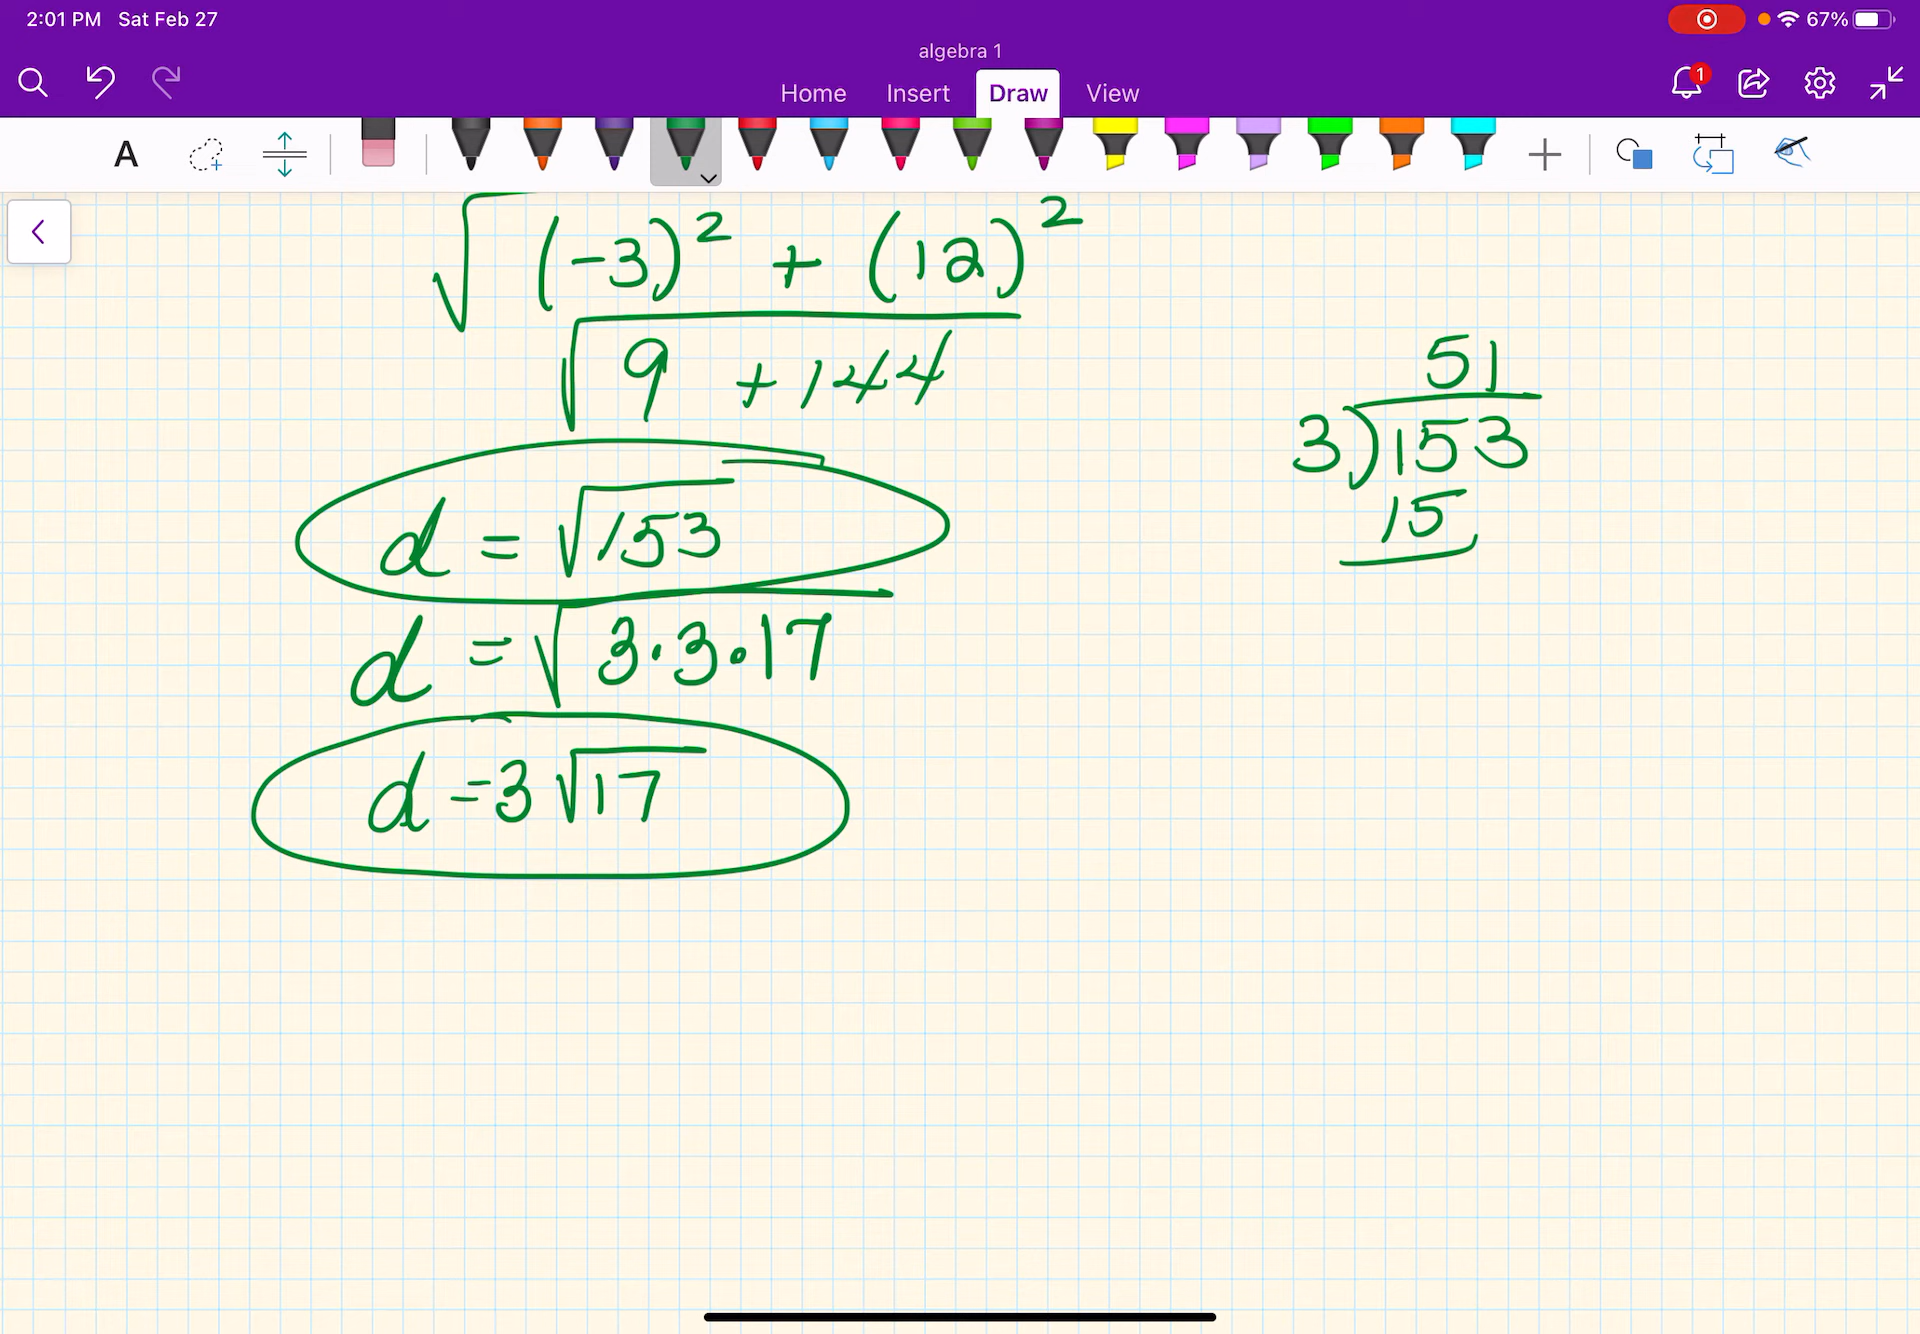 2:01 PM Sat Feb 27
67%
algebra 1
Home Insert Draw View
1
A
√(-3)² + (12)²
√9 + 144
d = √153
d = √3·3·17
d = 3√17
51
3)153
15